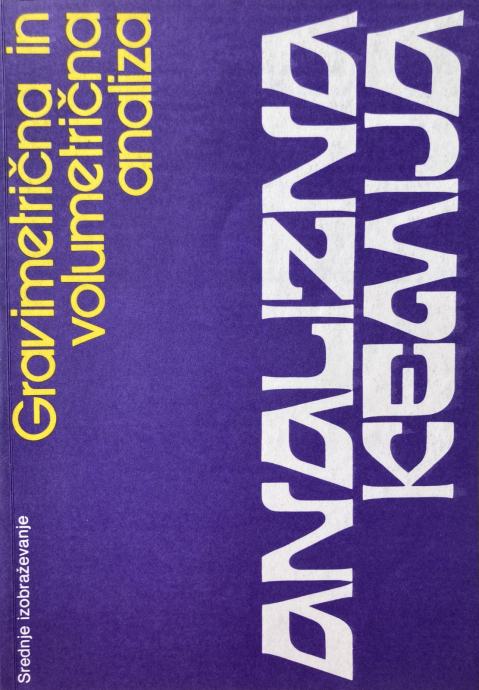 Srednje izobraževanje
Gravimetrična in
volumetrična
analiza
ANALIZNA
KEMIJA